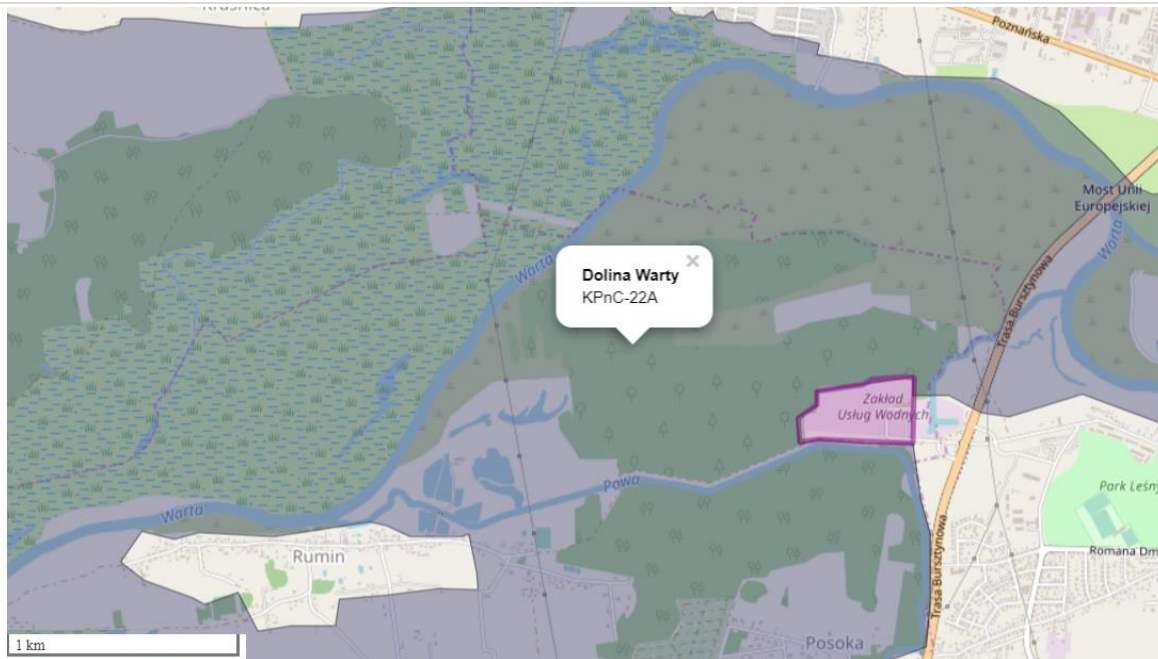 Kraśnica
Poznańska
Most Unii
Europejskiej
Warta
Warta
Trasa Bursztynowa
Dolina Warty
×
KPnC-22A
Zakład
Usług Wodnych
Powa
Warta
Park Leśny
Rumin
Romana Dm
Trasa Bursztynowa
Posoka
1 km